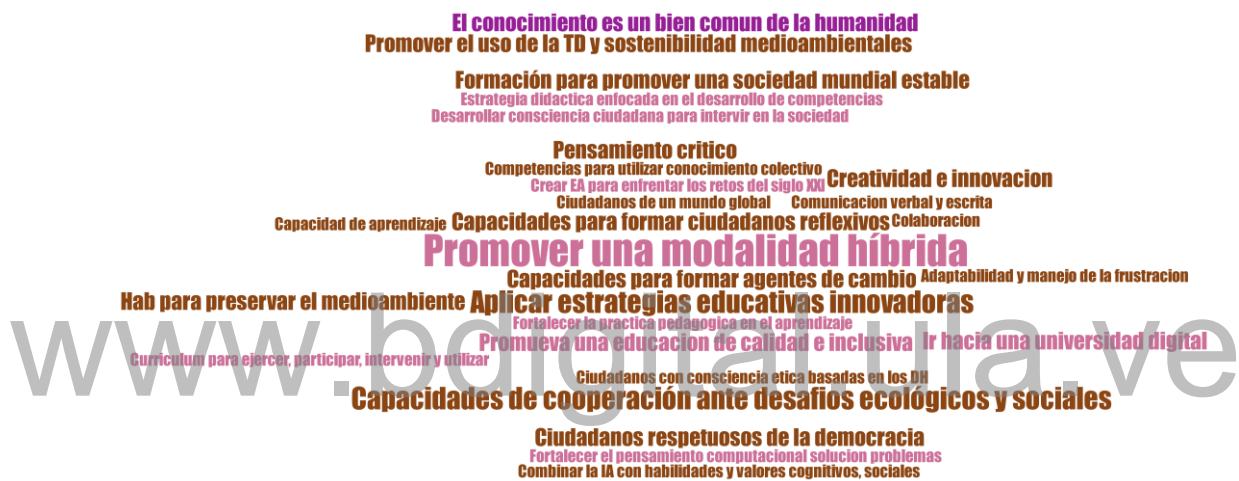 El conocimiento es un bien comun de la humanidad
Promover el uso de la TD y sostenibilidad medioambientales
Formación para promover una sociedad mundial estable
Estrategia didactica enfocada en el desarrollo de competencias
Desarrollar consciencia ciudadana para intervir en la sociedad
Pensamiento critico
Competencias para utilizar conocimiento colectivo
Crear EA para enfrentar los retos del siglo XXI Creatividad e innovacion
Ciudadanos de un mundo global Comunicacion verbal y escrita
Capacidad de aprendizaje Capacidades para formar ciudadanos reflexivos Colaboracion
Promover una modalidad híbrida
Capacidades para formar agentes de cambio Adaptabilidad y manejo de la frustracion
Hab para preservar el medioambiente Aplicar estrategias educativas innovadoras
Fortalecer la practica pedagogica en el aprendizaje
Promueva una educacion de calidad e inclusiva Ir hacia una universidad digital
Curriculum para ejercer, participar, intervenir y utilizar
www.bdigital.ula.ve
Ciudadanos con consciencia etica basadas en los DH
Capacidades de cooperación ante desafios ecológicos y sociales
Ciudadanos respetuosos de la democracia
Fortalecer el pensamiento computacional solucion problemas
Combinar la IA con habilidades y valores cognitivos, sociales